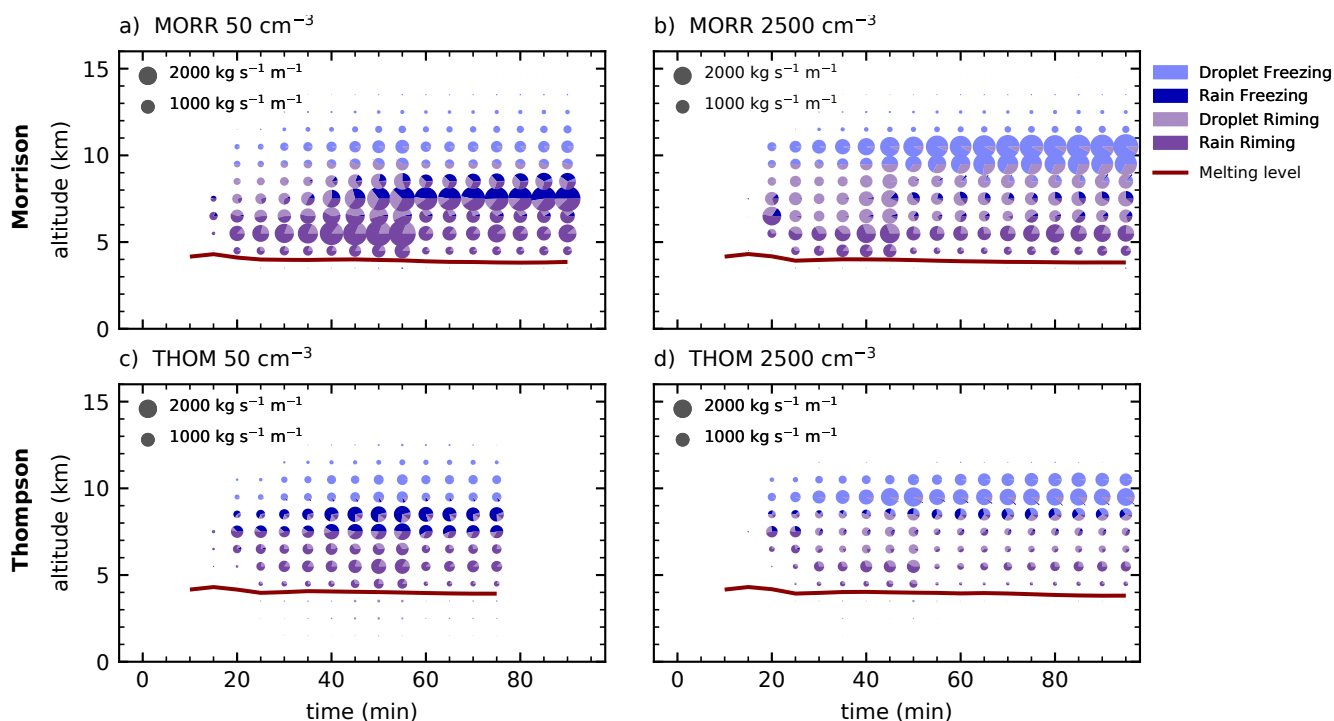 a)  MORR 50 cm⁻³
b)  MORR 2500 cm⁻³
15
10
5
0
altitude (km)
Morrison
2000 kg s⁻¹ m⁻¹
1000 kg s⁻¹ m⁻¹
2000 kg s⁻¹ m⁻¹
1000 kg s⁻¹ m⁻¹
Droplet Freezing
Rain Freezing
Droplet Riming
Rain Riming
Melting level
c)  THOM 50 cm⁻³
d)  THOM 2500 cm⁻³
15
10
5
0
altitude (km)
Thompson
2000 kg s⁻¹ m⁻¹
1000 kg s⁻¹ m⁻¹
2000 kg s⁻¹ m⁻¹
1000 kg s⁻¹ m⁻¹
0 20 40 60 80
time (min)
0 20 40 60 80
time (min)